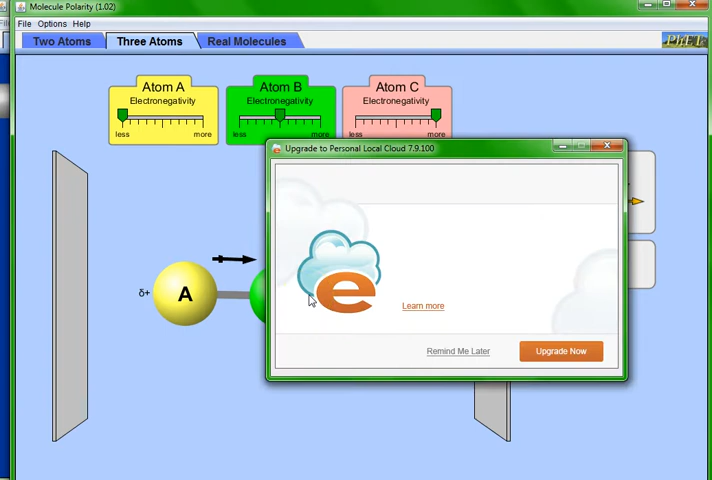 Molecule Polarity (1.02)
File Options Help
Two Atoms Three Atoms Real Molecules
PhET
Atom A
Electronegativity
less more
Atom B
Electronegativity
less more
Atom C
Electronegativity
less more
Upgrade to Personal Local Cloud 7.9.100
e
Learn more
Remind Me Later Upgrade Now
δ+ A